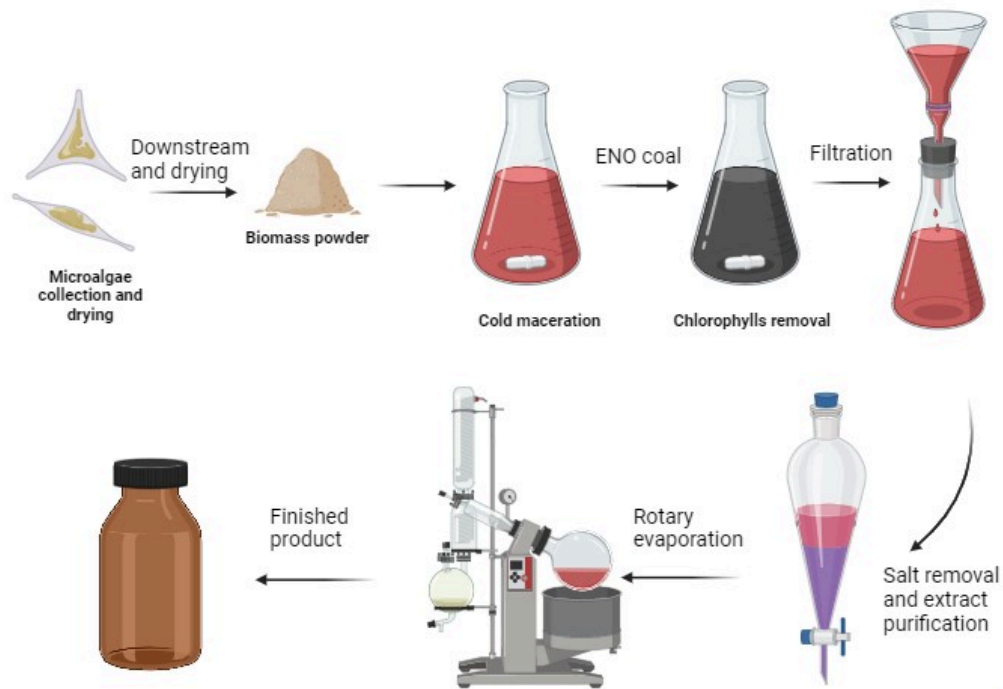 Downstream
and drying
Microalgae
collection and
drying
Biomass powder
Cold maceration
ENO coal
Chlorophylls removal
Filtration
Salt removal
and extract
purification
Rotary
evaporation
Finished
product